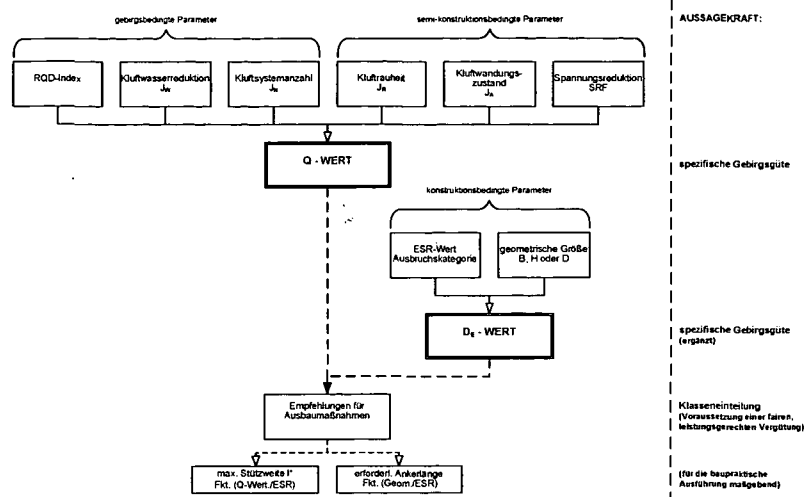 gebirgsbedingte Parameter
semi-konstruktionsbedingte Parameter
AUSSAGEKRAFT:
RQD-Index
Kluftwasserreduktion
JW
Kluftsystemanzahl
JN
Kluftrauheit
JR
Kluftwandungs-
zustand
JA
Spannungsreduktion
SRF
Q - WERT
spezifische Gebirgsgüte
konstruktionsbedingte Parameter
ESR-Wert
Ausbruchskategorie
geometrische Größe
B, H oder D
DE - WERT
spezifische Gebirgsgüte
(ergänzt)
Empfehlungen für
Ausbaumaßnahmen
Klasseneinteilung
(Voraussetzung einer fairen,
leistungsgerechten Vergütung)
max. Stützweite l*
Fkt. (Q-Wert./ESR)
erforderl. Ankerlänge
Fkt. (Geom./ESR)
(für die baupraktische
Ausführung maßgebend)